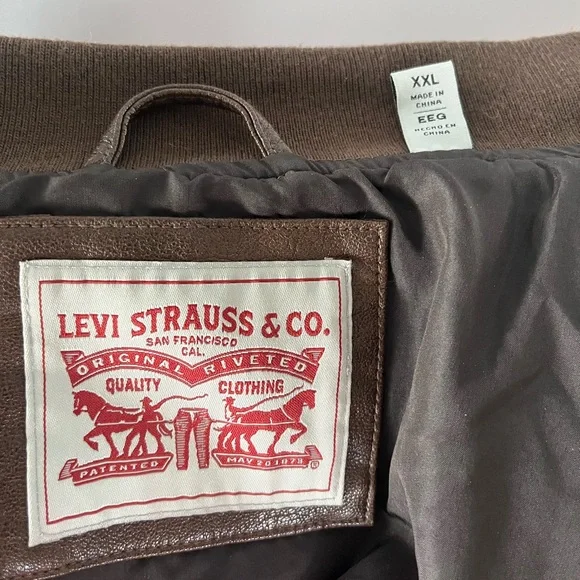 XXL
MADE IN
CHINA
EEG
HECHO EN
CHINA
LEVI STRAUSS & CO.
SAN FRANCISCO
CAL.
ORIGINAL RIVETED
QUALITY CLOTHING
PATENTED MAY 20 1873 ®